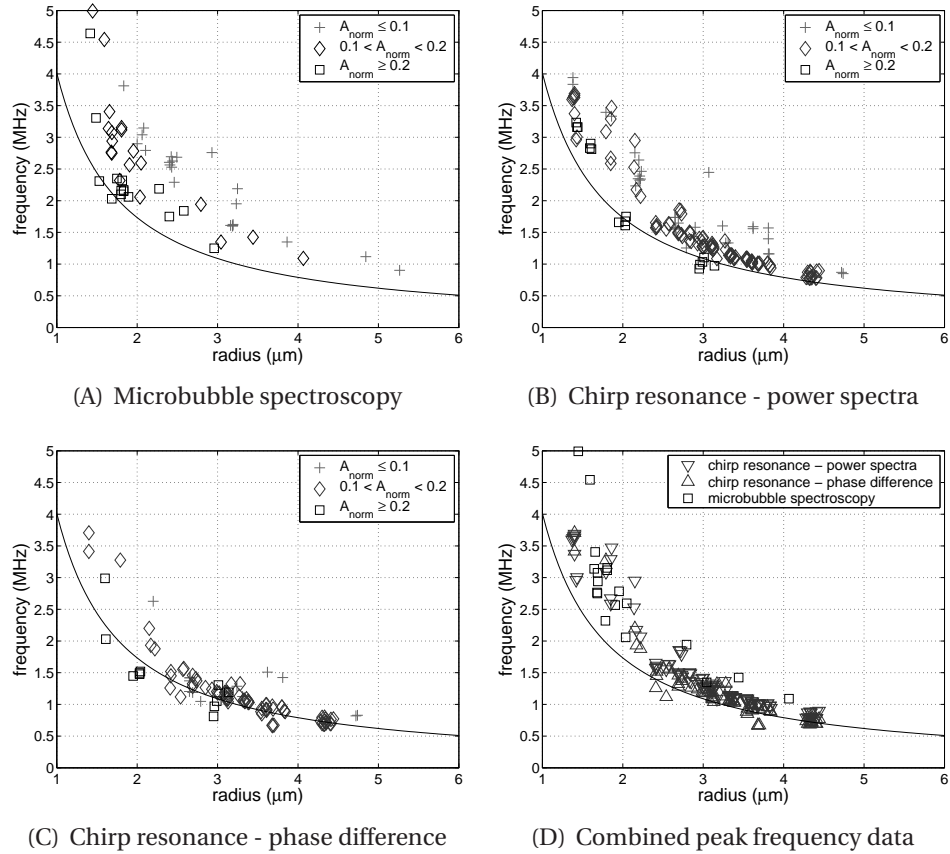 5
4.5
4
3.5
3
2.5
2
1.5
1
0.5
0
1 2 3 4 5 6
frequency (MHz)
radius (μm)
A_norm ≤ 0.1
0.1 < A_norm < 0.2
A_norm ≥ 0.2
(A) Microbubble spectroscopy
5
4.5
4
3.5
3
2.5
2
1.5
1
0.5
0
1 2 3 4 5 6
frequency (MHz)
radius (μm)
A_norm ≤ 0.1
0.1 < A_norm < 0.2
A_norm ≥ 0.2
(B) Chirp resonance - power spectra
5
4.5
4
3.5
3
2.5
2
1.5
1
0.5
0
1 2 3 4 5 6
frequency (MHz)
radius (μm)
A_norm ≤ 0.1
0.1 < A_norm < 0.2
A_norm ≥ 0.2
(C) Chirp resonance - phase difference
5
4.5
4
3.5
3
2.5
2
1.5
1
0.5
0
1 2 3 4 5 6
frequency (MHz)
radius (μm)
chirp resonance – power spectra
chirp resonance – phase difference
microbubble spectroscopy
(D) Combined peak frequency data